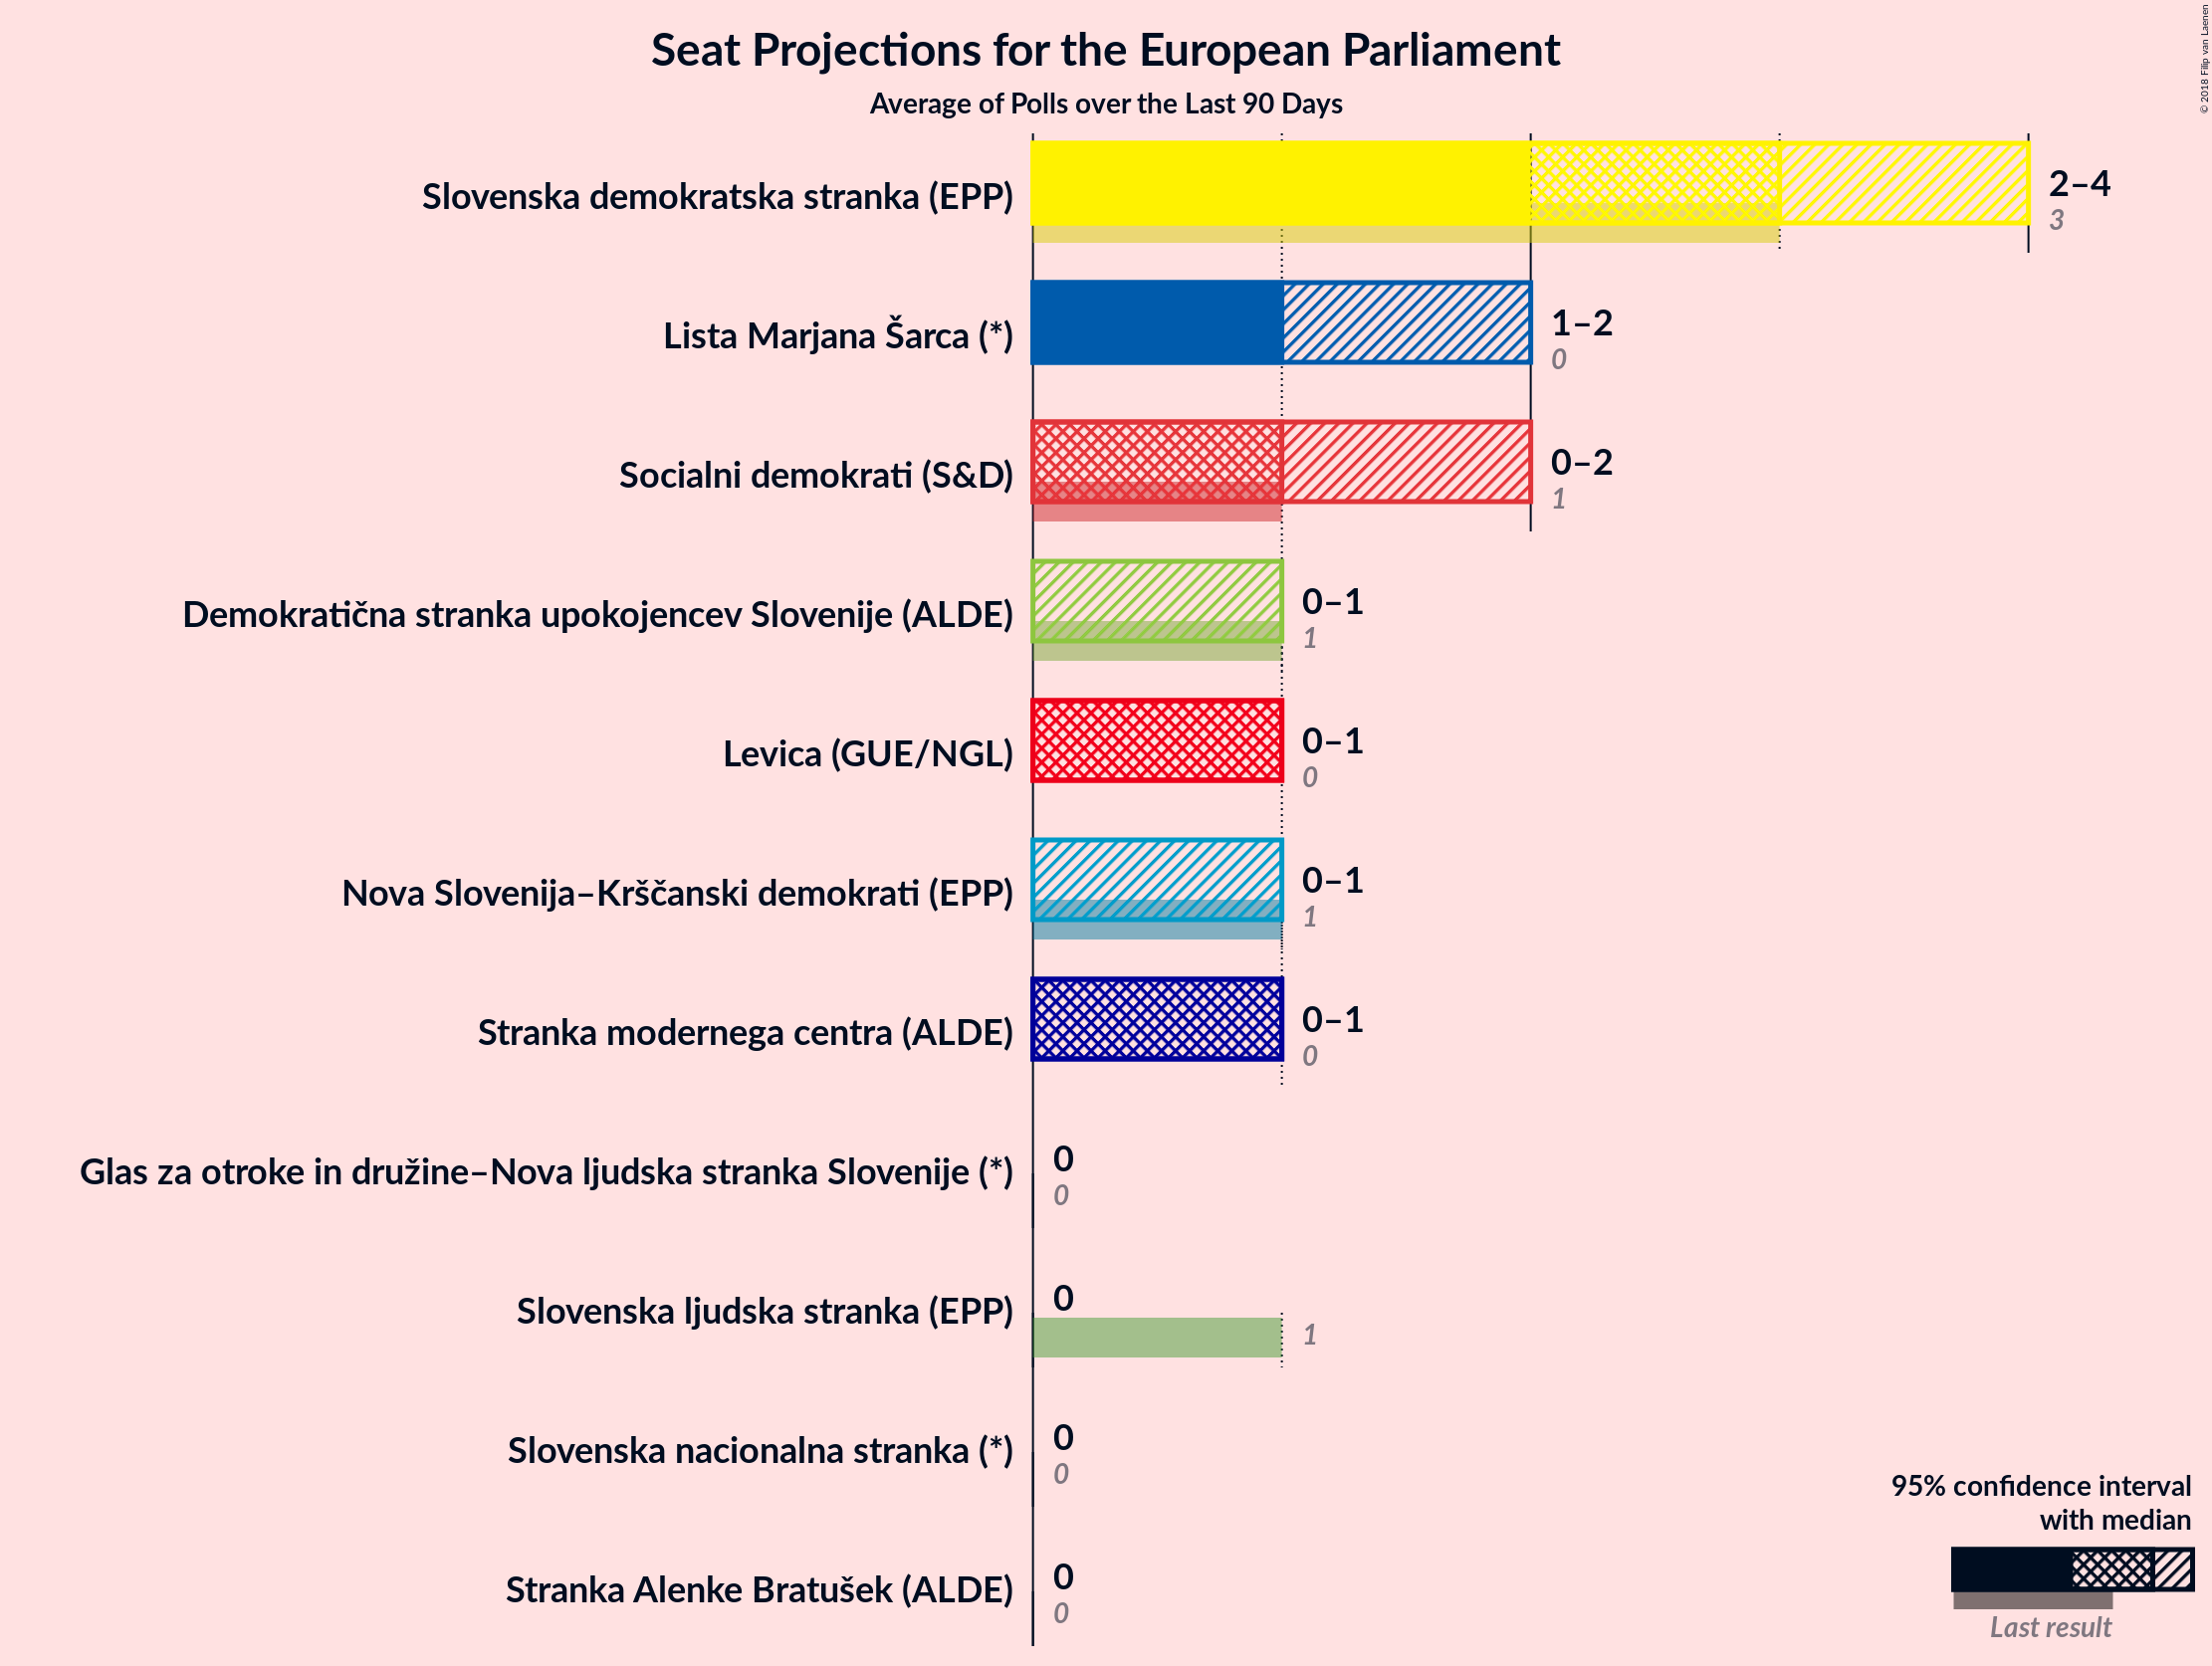 Seat Projections for the European Parliament
Average of Polls over the Last 90 Days
© 2018 Filip van Laenen
Slovenska demokratska stranka (EPP)
2–4
3
Lista Marjana Šarca (*)
1–2
0
Socialni demokrati (S&D)
0–2
1
Demokratična stranka upokojencev Slovenije (ALDE)
0–1
1
Levica (GUE/NGL)
0–1
0
Nova Slovenija–Krščanski demokrati (EPP)
0–1
1
Stranka modernega centra (ALDE)
0–1
0
Glas za otroke in družine–Nova ljudska stranka Slovenije (*)
0
0
Slovenska ljudska stranka (EPP)
0
1
Slovenska nacionalna stranka (*)
0
0
Stranka Alenke Bratušek (ALDE)
0
0
95% confidence interval
with median
Last result